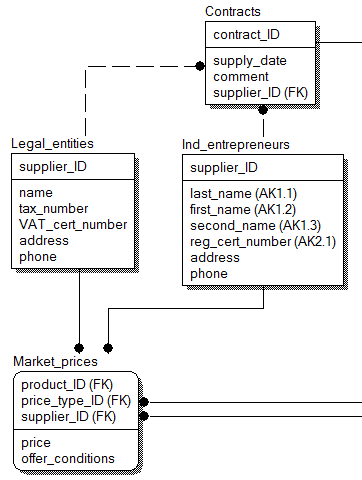 Contracts
contract_ID
supply_date
comment
supplier_ID (FK)
Legal_entities
supplier_ID
name
tax_number
VAT_cert_number
address
phone
Ind_entrepreneurs
supplier_ID
last_name (AK1.1)
first_name (AK1.2)
second_name (AK1.3)
reg_cert_number (AK2.1)
address
phone
Market_prices
product_ID (FK)
price_type_ID (FK)
supplier_ID (FK)
price
offer_conditions